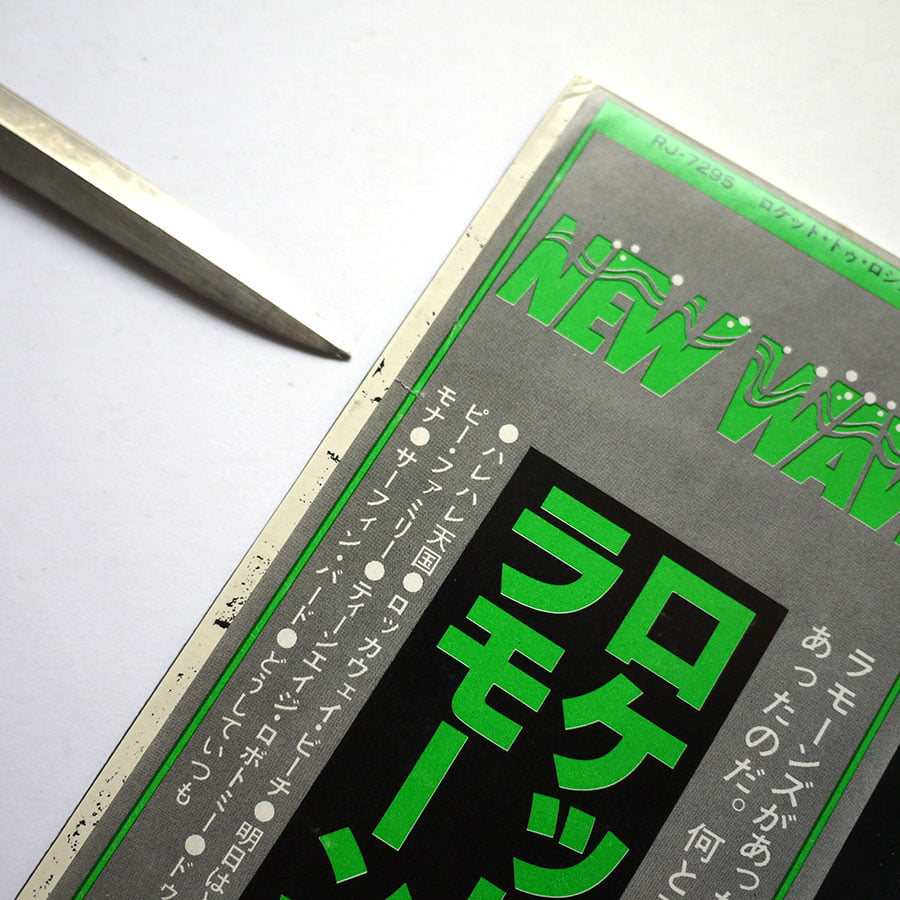 RJ-7295 ロケット・トゥ・ロシ
NEW WAV
ラモーンズがあっ
あったのだ。何と
ロケッ
ラモーン
●ハレハレ天国●ロッカウェイ・ビーチ●明日は
ピー・ファミリー●ティーンエイジ・ロボトミー●ドゥ
モナ●サーフィン・バード●どうしていつも